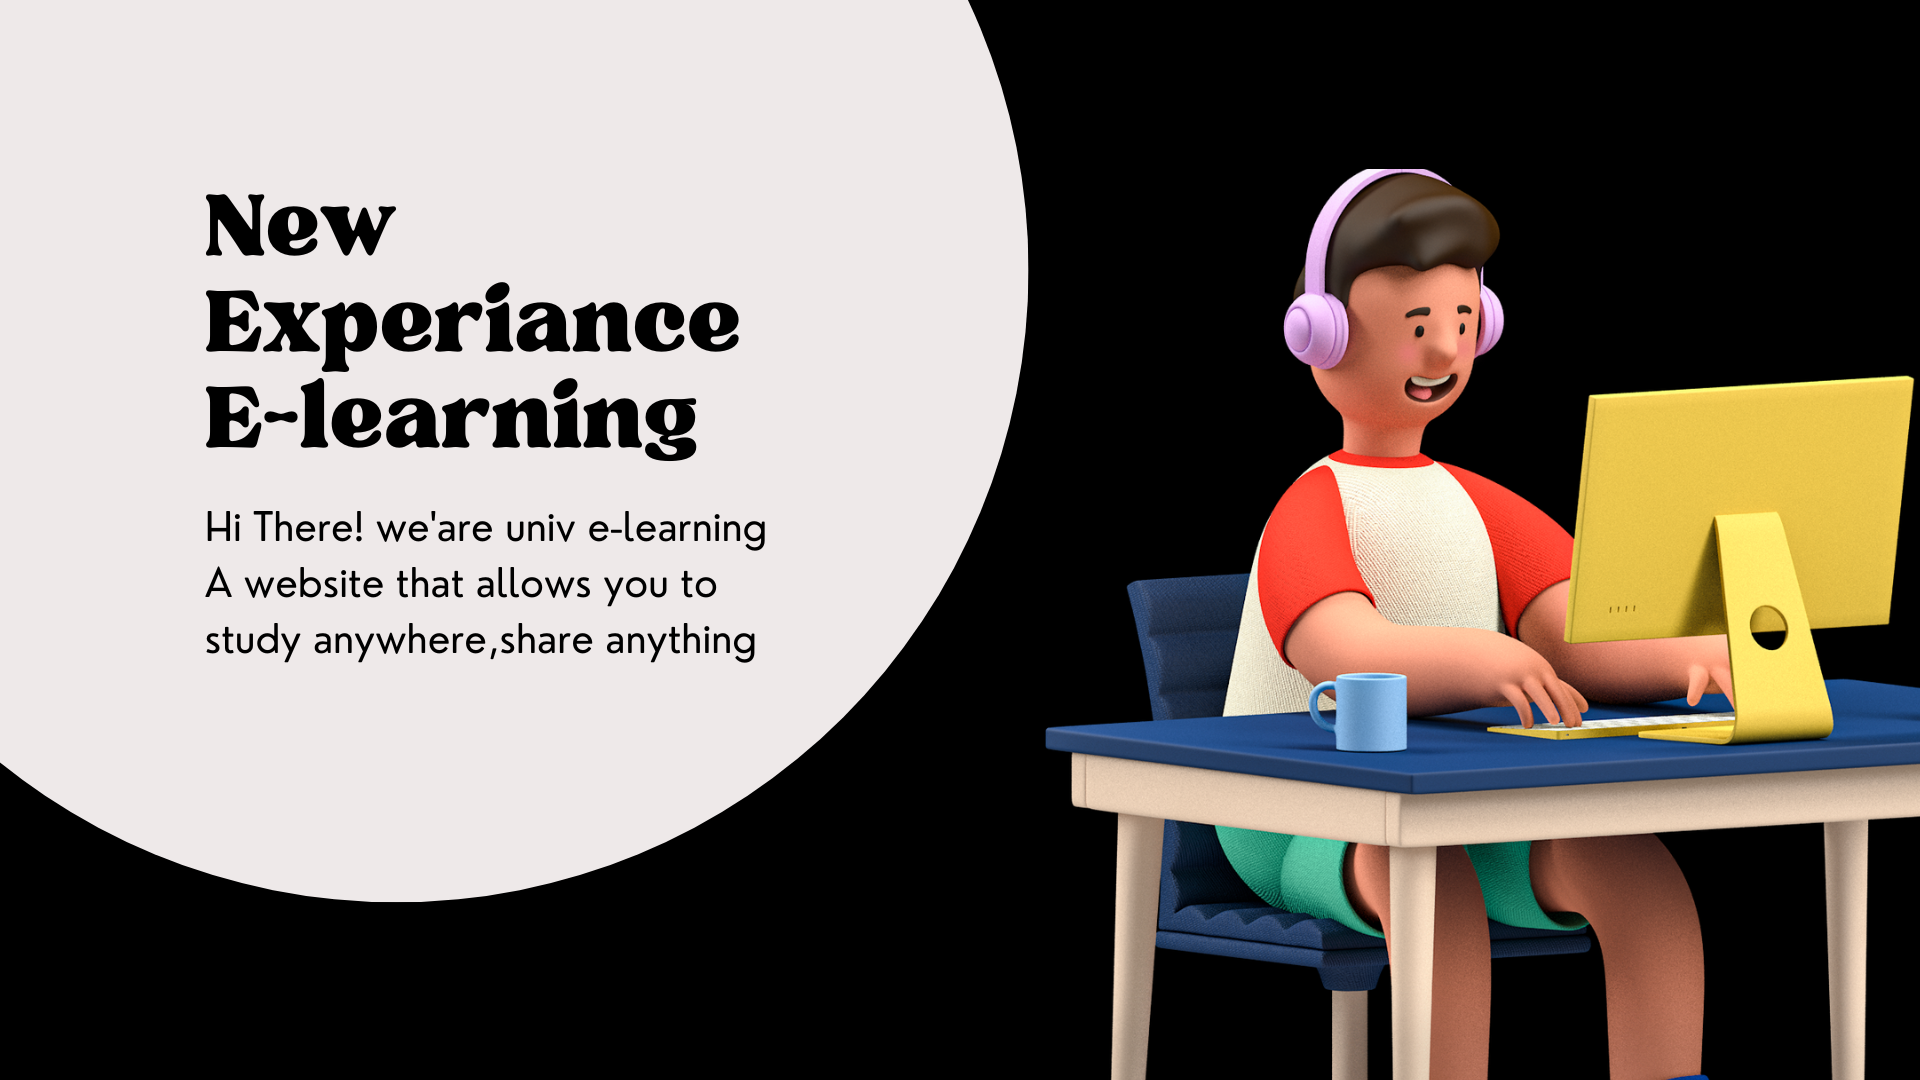 New
Experiance
E-learning
Hi There! we'are univ e-learning
A website that allows you to
study anywhere,share anything